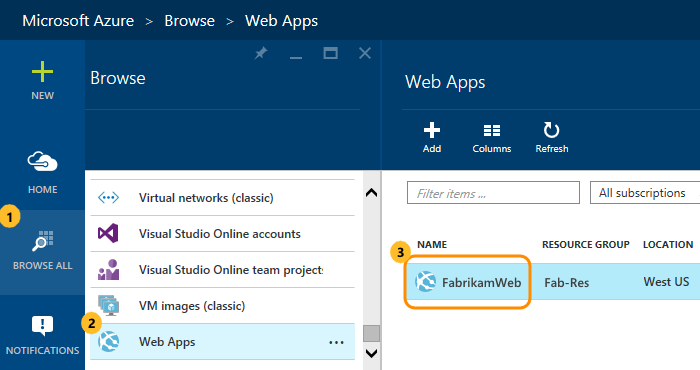 Microsoft Azure > Browse > Web Apps
NEW
HOME
1
BROWSE ALL
NOTIFICATIONS
Browse
Virtual networks (classic)
Visual Studio Online accounts
Visual Studio Online team projects
VM images (classic)
2
Web Apps ...
Web Apps
Add Columns Refresh
Filter items ... All subscriptions
3
NAME RESOURCE GROUP LOCATION
FabrikamWeb Fab-Res West US